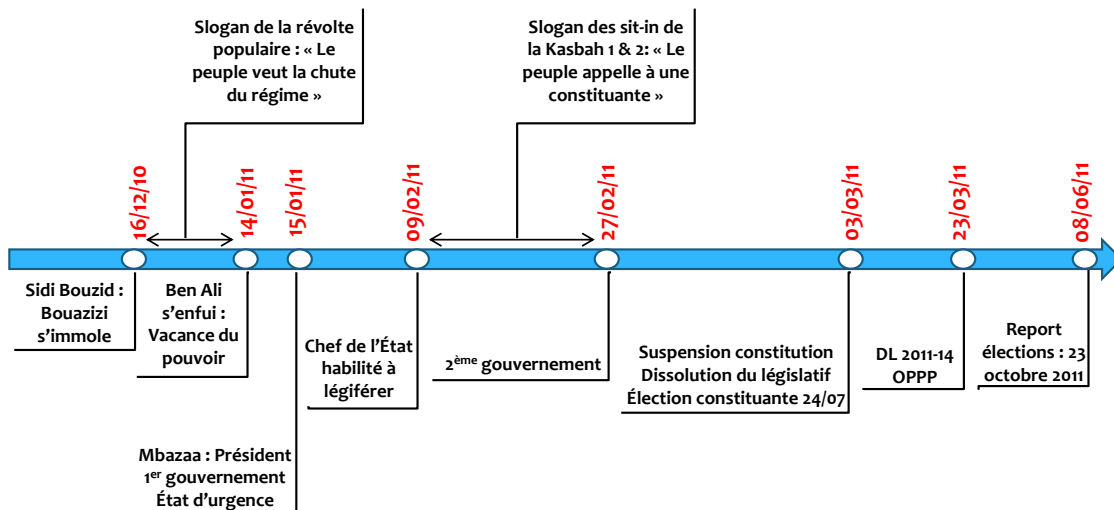 Slogan de la révolte
populaire : « Le
peuple veut la chute
du régime »
Slogan des sit-in de
la Kasbah 1 & 2: « Le
peuple appelle à une
constituante »
16/12/10
14/01/11
15/01/11
09/02/11
27/02/11
03/03/11
23/03/11
08/06/11
Sidi Bouzid :
Bouazizi
s’immole
Ben Ali
s’enfui :
Vacance du
pouvoir
Mbazaa : Président
1er gouvernement
État d’urgence
Chef de l’État
habilité à
légiférer
2ème gouvernement
Suspension constitution
Dissolution du législatif
Élection constituante 24/07
DL 2011-14
OPPP
Report
élections : 23
octobre 2011